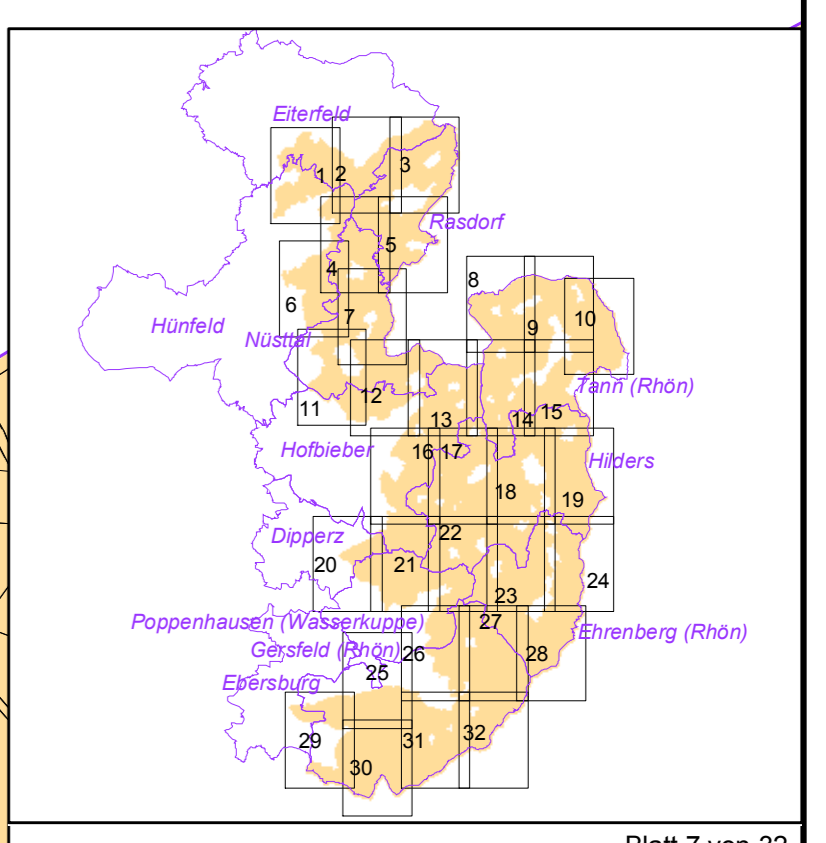 Eiterfeld
1
2
3
Rasdorf
5
4
8
6
7
9
10
Hünfeld
Nüsttal
Tann (Rhön)
11
12
13
14
15
Hofbieber
16
17
Hilders
18
19
Dipperz
22
20
21
24
23
Poppenhausen (Wasserkuppe)
27
Ehrenberg (Rhön)
Gersfeld (Rhön)
26
28
25
Ebersburg
29
31
32
30
Blatt 7 von 32